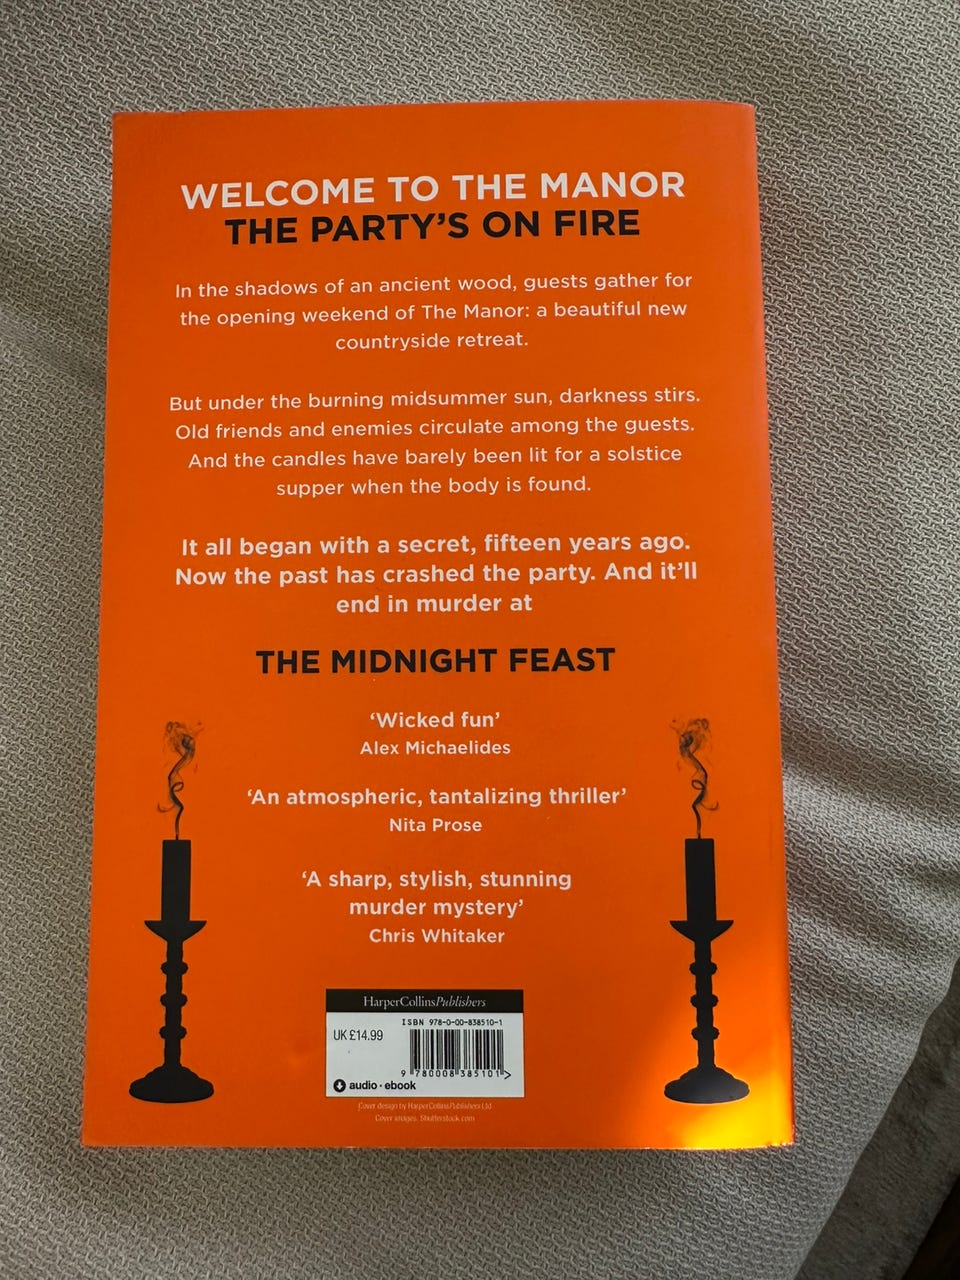 WELCOME TO THE MANOR
THE PARTY'S ON FIRE
In the shadows of an ancient wood, guests gather for
the opening weekend of The Manor: a beautiful new
countryside retreat.
But under the burning midsummer sun, darkness stirs.
Old friends and enemies circulate among the guests.
And the candles have barely been lit for a solstice
supper when the body is found.
It all began with a secret, fifteen years ago.
Now the past has crashed the party. And it'll
end in murder at
THE MIDNIGHT FEAST
'Wicked fun'
Alex Michaelides
'An atmospheric, tantalizing thriller'
Nita Prose
'A sharp, stylish, stunning
murder mystery'
Chris Whitaker
HarperCollinsPublishers
ISBN 978-0-00-838510-1
UK £14.99
9 780008 385101 >
audio · ebook
Cover design by HarperCollinsPublishers Ltd
Cover images: Shutterstock.com